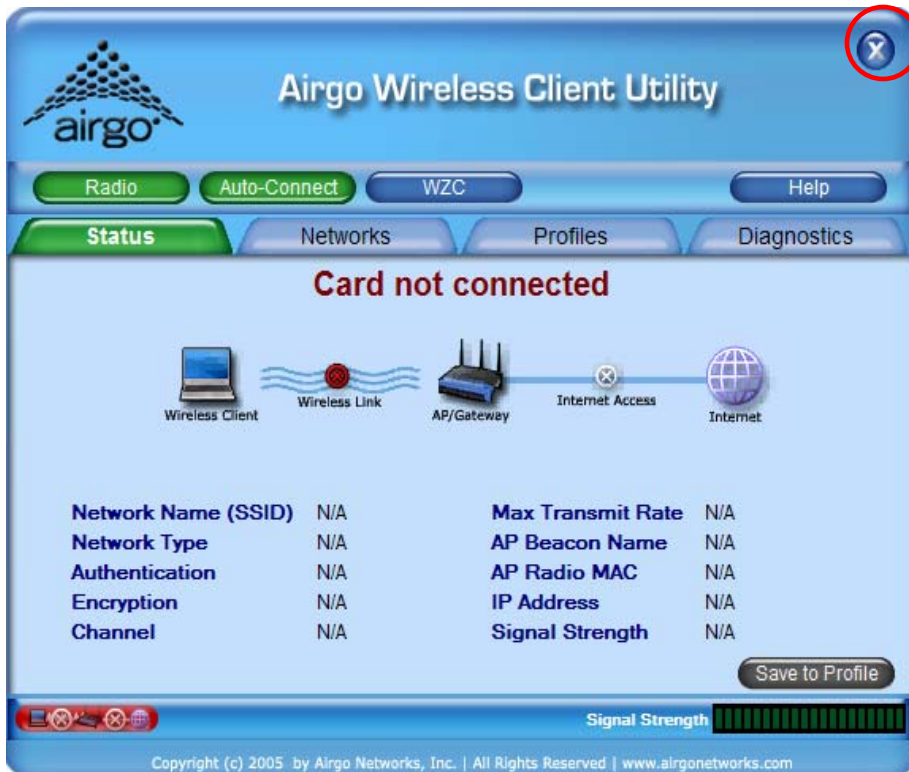 X
airgo
Airgo Wireless Client Utility
Radio
Auto-Connect
WZC
Help
Status
Networks
Profiles
Diagnostics
Card not connected
Wireless Client
Wireless Link
AP/Gateway
Internet Access
Internet
Network Name (SSID) N/A
Network Type N/A
Authentication N/A
Encryption N/A
Channel N/A
Max Transmit Rate N/A
AP Beacon Name N/A
AP Radio MAC N/A
IP Address N/A
Signal Strength N/A
Save to Profile
Signal Strength
Copyright (c) 2005 by Airgo Networks, Inc. | All Rights Reserved | www.airgonetworks.com